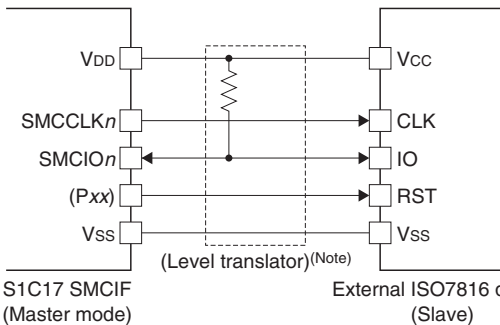 VDD
VCC
SMCCLKn
CLK
SMCIOn
IO
(Pxx)
RST
VSS
VSS
(Level translator)(Note)
S1C17 SMCIF
(Master mode)
External ISO7816
(Slave)